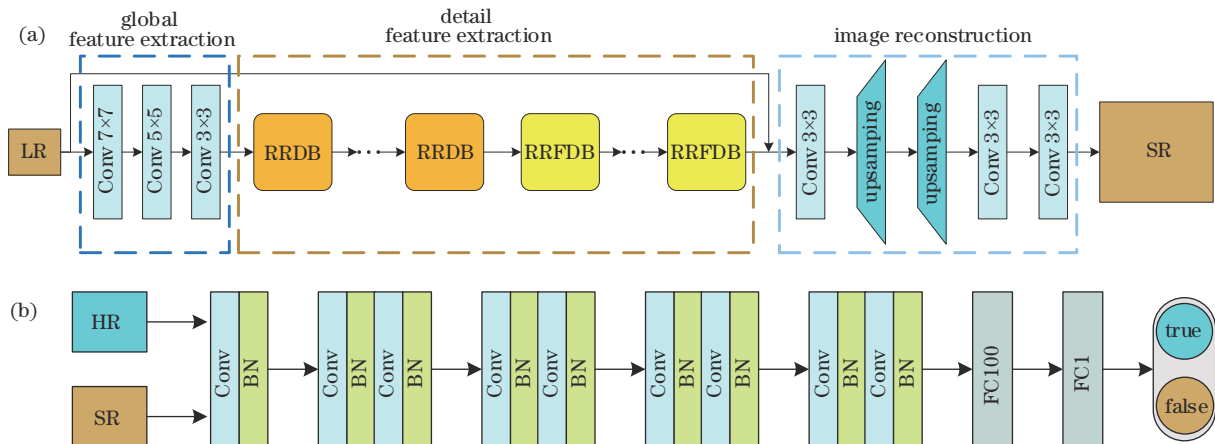 (a)
global
feature extraction
detail
feature extraction
image reconstruction
LR
Conv 7×7
Conv 5×5
Conv 3×3
RRDB
...
RRDB
RRFDB
...
RRFDB
Conv 3×3
upsamping
upsamping
Conv 3×3
Conv 3×3
SR
(b)
HR
SR
Conv
BN
Conv
BN
Conv
BN
Conv
BN
Conv
BN
Conv
BN
Conv
BN
Conv
BN
Conv
BN
FC100
FC1
true
false